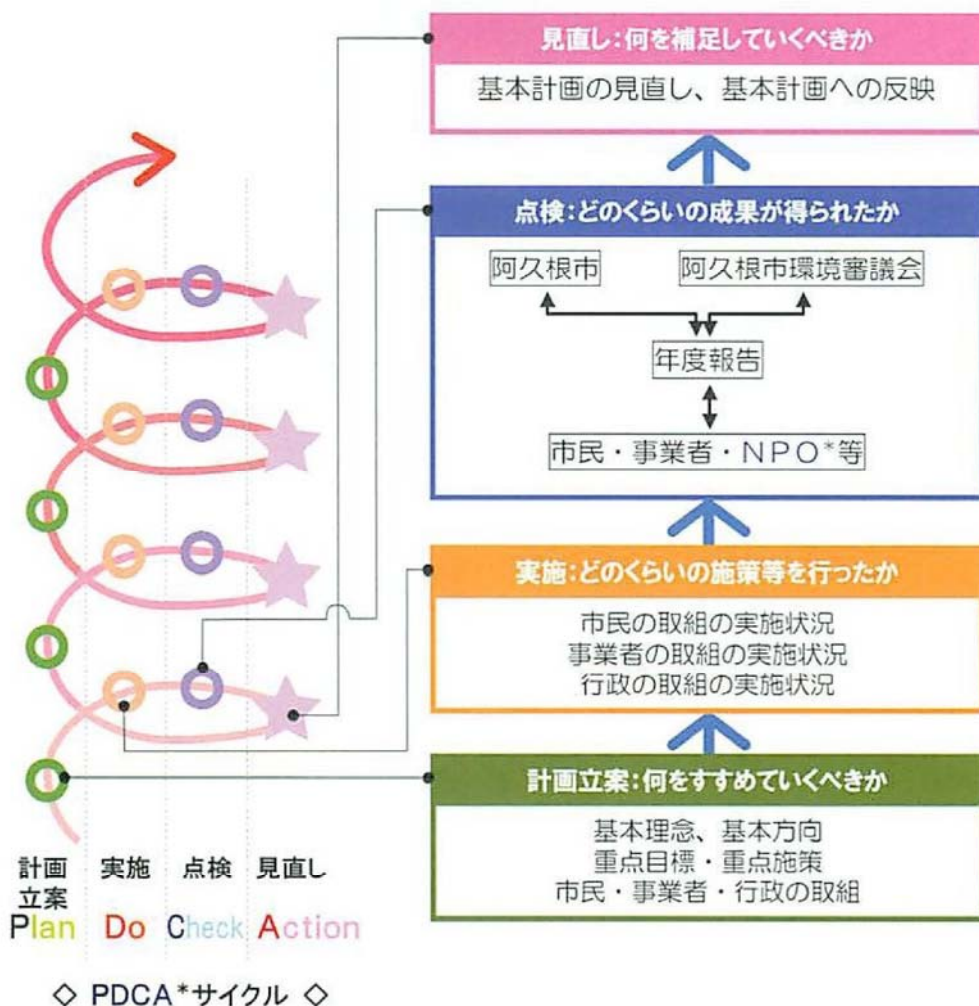 見直し:何を補足していくべきか
基本計画の見直し、基本計画への反映
点検:どのくらいの成果が得られたか
阿久根市
阿久根市環境審議会
年度報告
市民・事業者・NPO*等
実施:どのくらいの施策等を行ったか
市民の取組の実施状況
事業者の取組の実施状況
行政の取組の実施状況
計画立案:何をすすめていくべきか
基本理念、基本方向
重点目標・重点施策
市民・事業者・行政の取組
計画
立案
実施
点検
見直し
Plan
Do
Check
Action
◇ PDCA*サイクル ◇